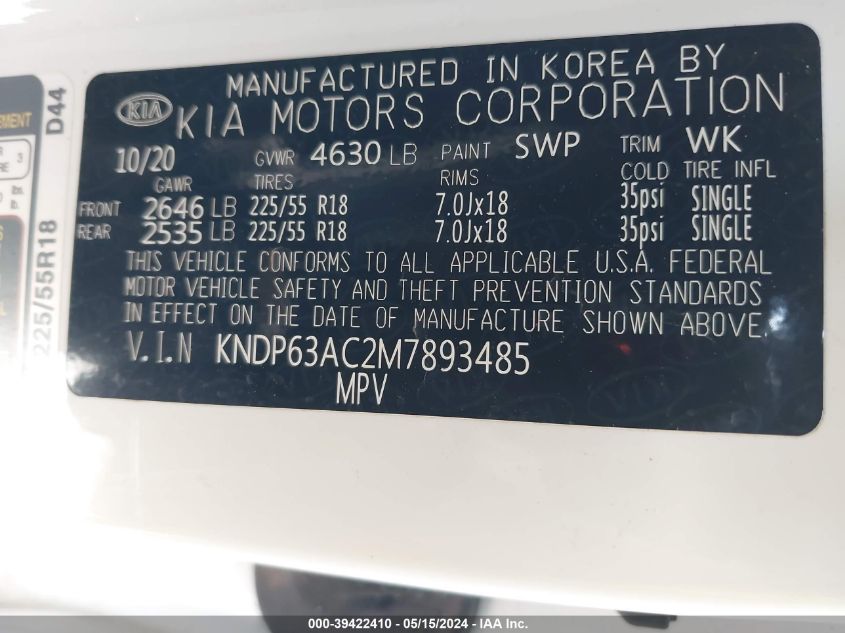 MANUFACTURED IN KOREA BY
KIA KIA MOTORS CORPORATION
10/20 GVWR 4630 LB PAINT SWP TRIM WK
GAWR TIRES RIMS COLD TIRE INFL
FRONT 2646 LB 225/55 R18 7.0Jx18 35psi SINGLE
REAR 2535 LB 225/55 R18 7.0Jx18 35psi SINGLE
THIS VEHICLE CONFORMS TO ALL APPLICABLE U.S.A. FEDERAL
MOTOR VEHICLE SAFETY AND THEFT PREVENTION STANDARDS
IN EFFECT ON THE DATE OF MANUFACTURE SHOWN ABOVE.
V.I.N KNDP63AC2M7893485
MPV
D44
225/55R18
3
000-39422410 - 05/15/2024 - IAA Inc.